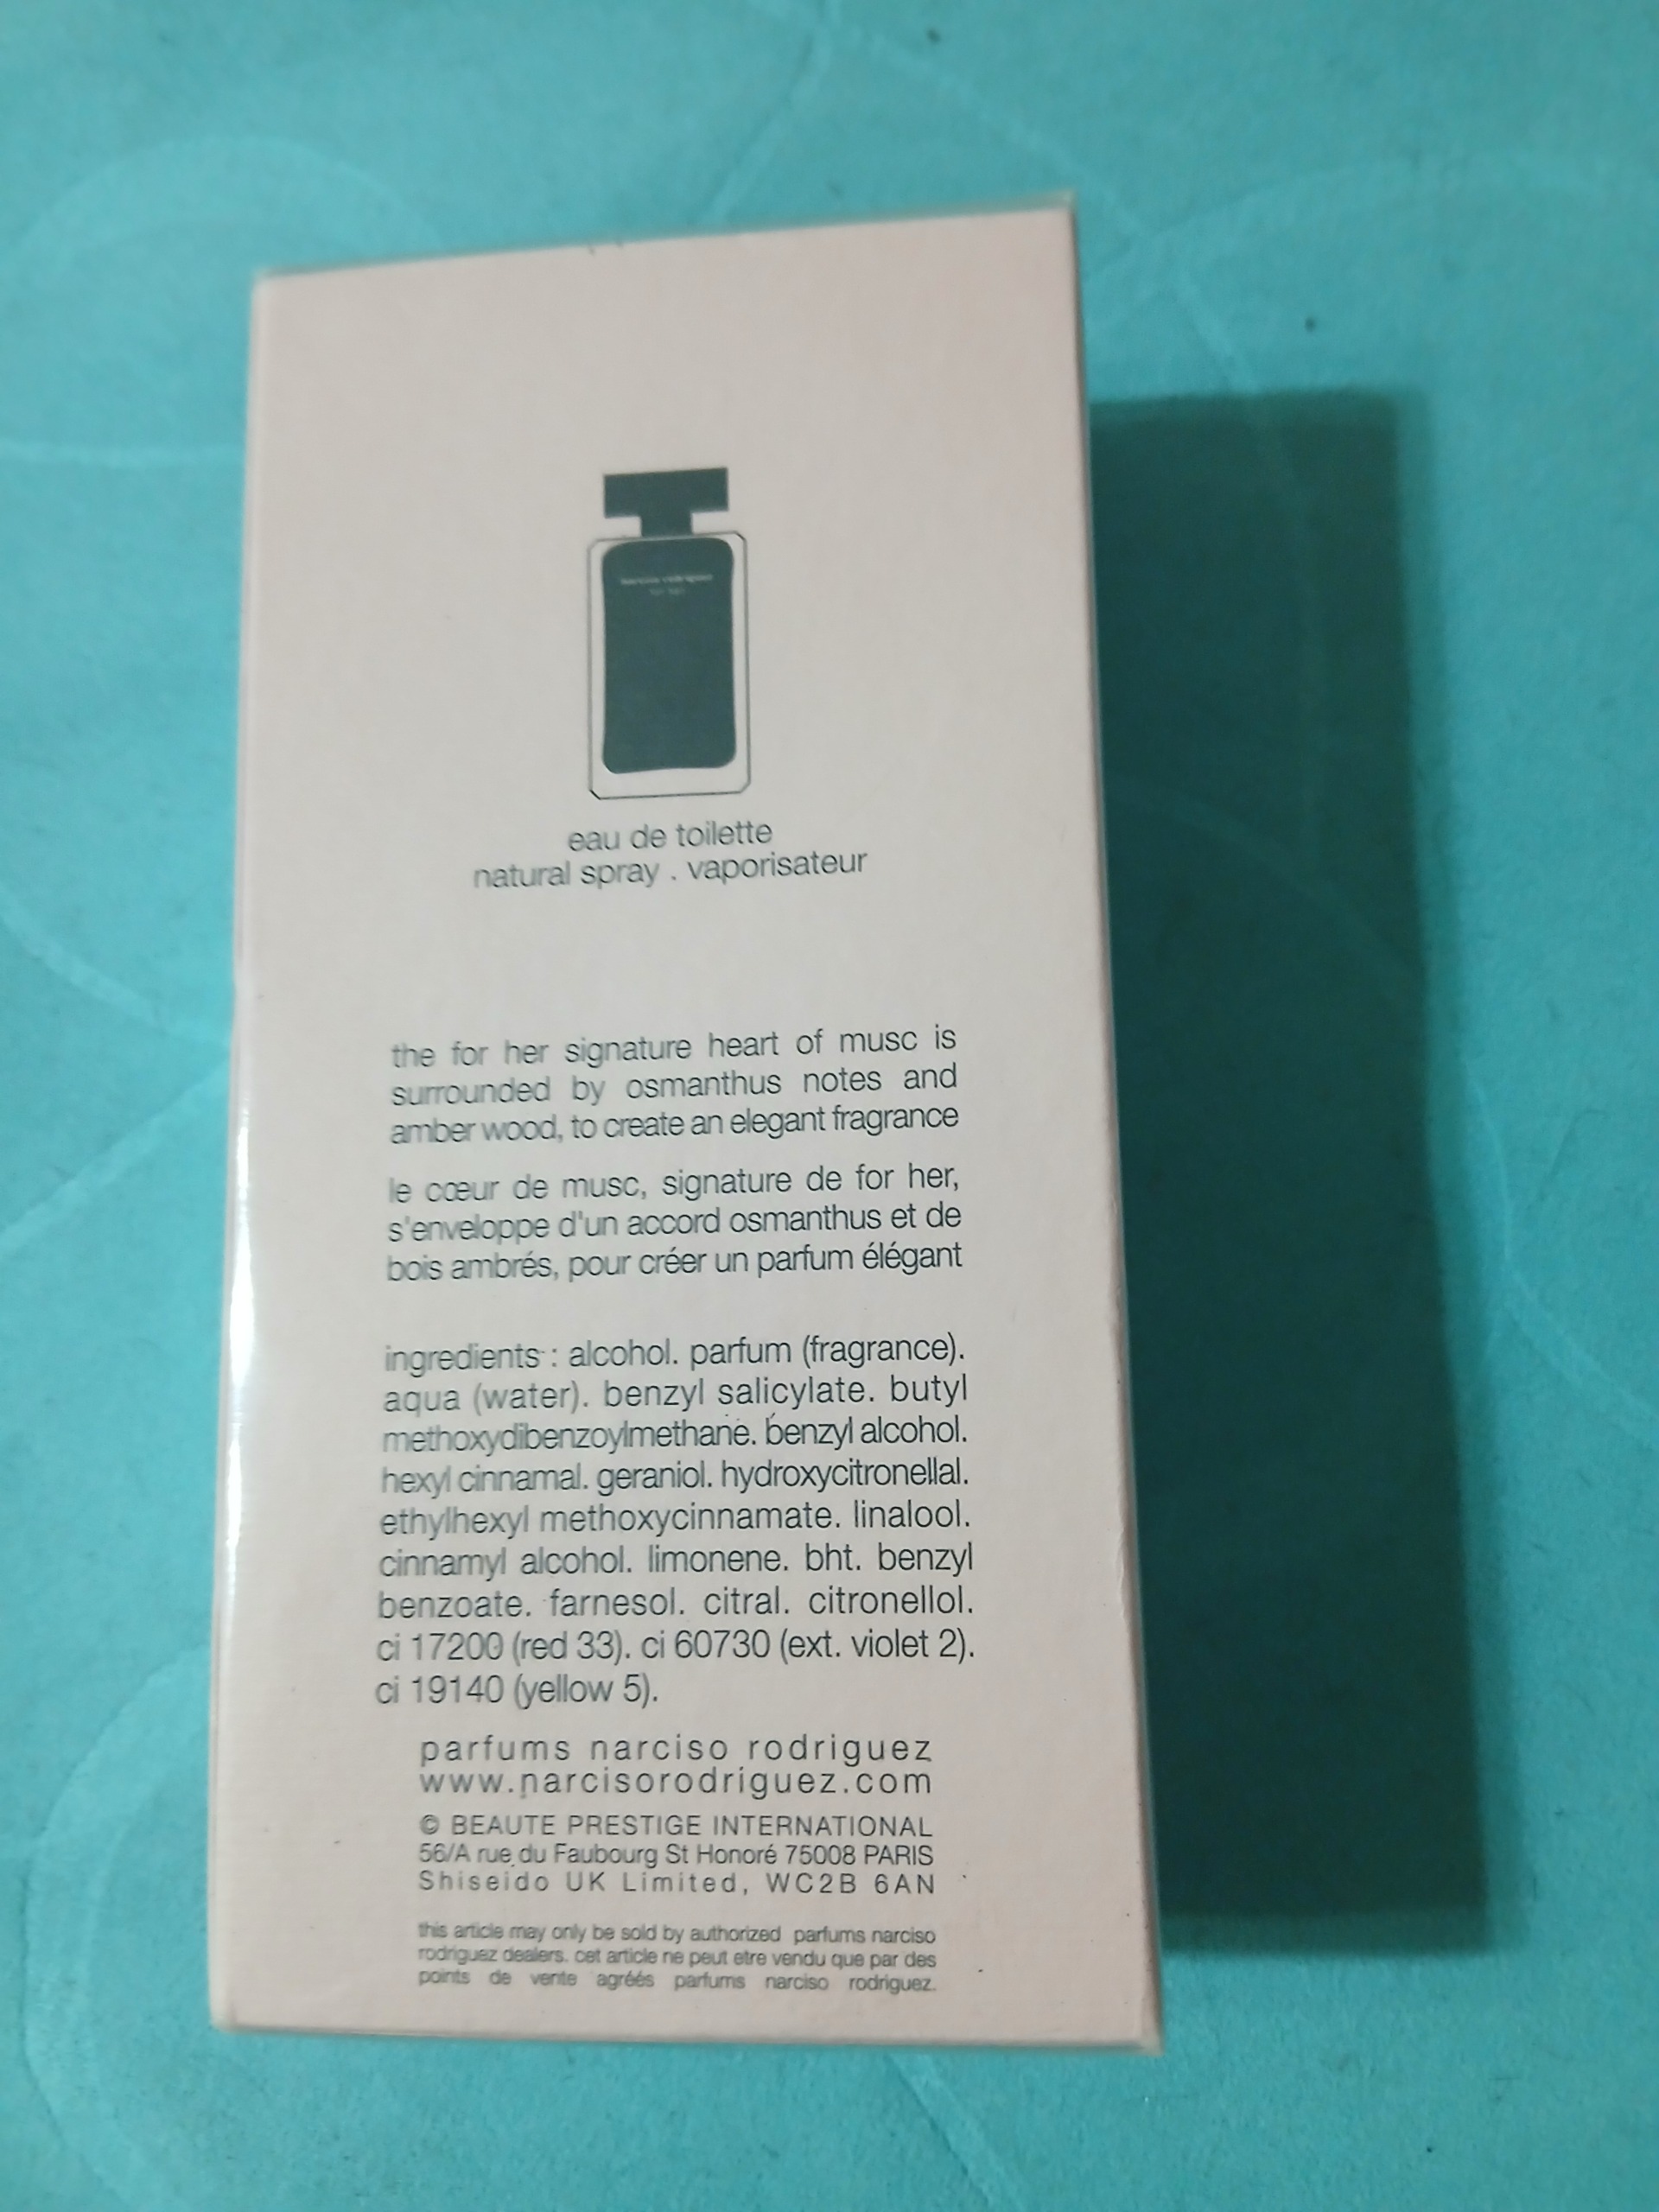 narciso rodriguez
for her
eau de toilette
natural spray . vaporisateur
the for her signature heart of musc is
surrounded by osmanthus notes and
amber wood, to create an elegant fragrance
le cœur de musc, signature de for her,
s'enveloppe d'un accord osmanthus et de
bois ambrés, pour créer un parfum élégant
ingredients : alcohol. parfum (fragrance).
aqua (water). benzyl salicylate. butyl
methoxydibenzoylmethane. benzyl alcohol.
hexyl cinnamal. geraniol. hydroxycitronellal.
ethylhexyl methoxycinnamate. linalool.
cinnamyl alcohol. limonene. bht. benzyl
benzoate. farnesol. citral. citronellol.
ci 17200 (red 33). ci 60730 (ext. violet 2).
ci 19140 (yellow 5).
parfums narciso rodriguez
www.narcisorodriguez.com
© BEAUTE PRESTIGE INTERNATIONAL
56/A rue du Faubourg St Honoré 75008 PARIS
Shiseido UK Limited, WC2B 6AN
this article may only be sold by authorized parfums narciso
rodriguez dealers. cet article ne peut etre vendu que par des
points de vente agréés parfums narciso rodriguez.